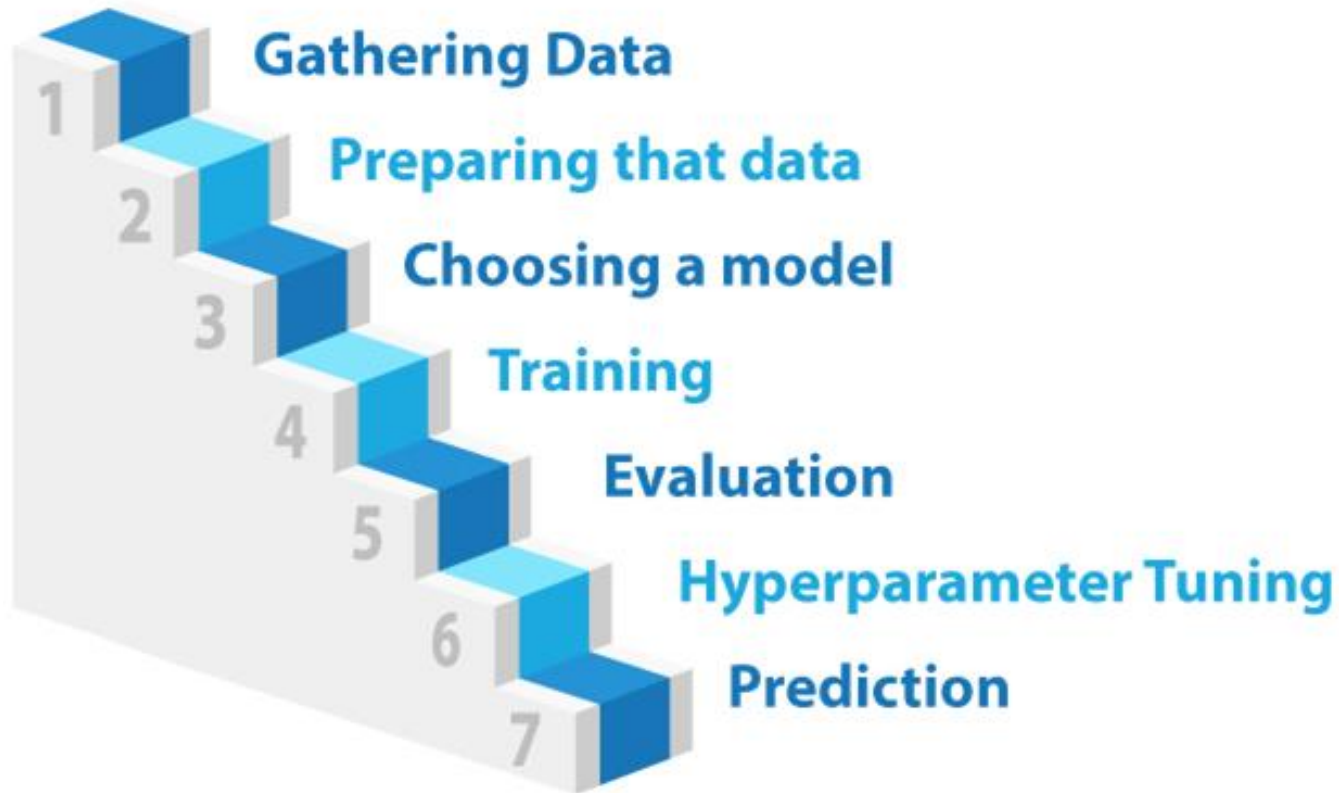 1 Gathering Data
2 Preparing that data
3 Choosing a model
4 Training
5 Evaluation
6 Hyperparameter Tuning
7 Prediction